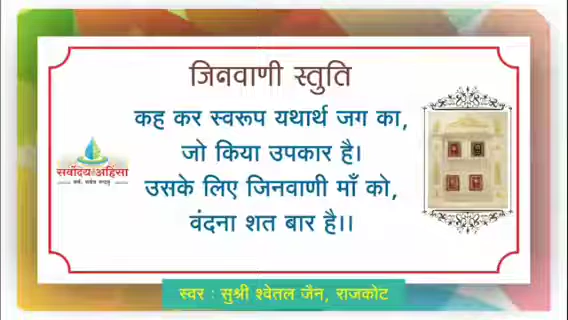 जिनवाणी स्तुति
कह कर स्वरूप यथार्थ जग का,
जो किया उपकार है।
उसके लिए जिनवाणी माँ को,
वंदना शत बार है।।
सर्वोदय अहिंसा
स्वर : सुश्री श्वेतल जैन, राजकोट